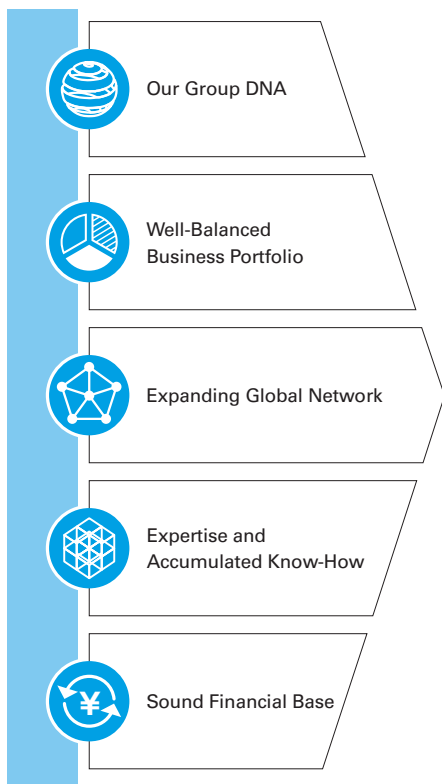 Our Group DNA
Well-Balanced
Business Portfolio
Expanding Global Network
Expertise and
Accumulated Know-How
¥
Sound Financial Base